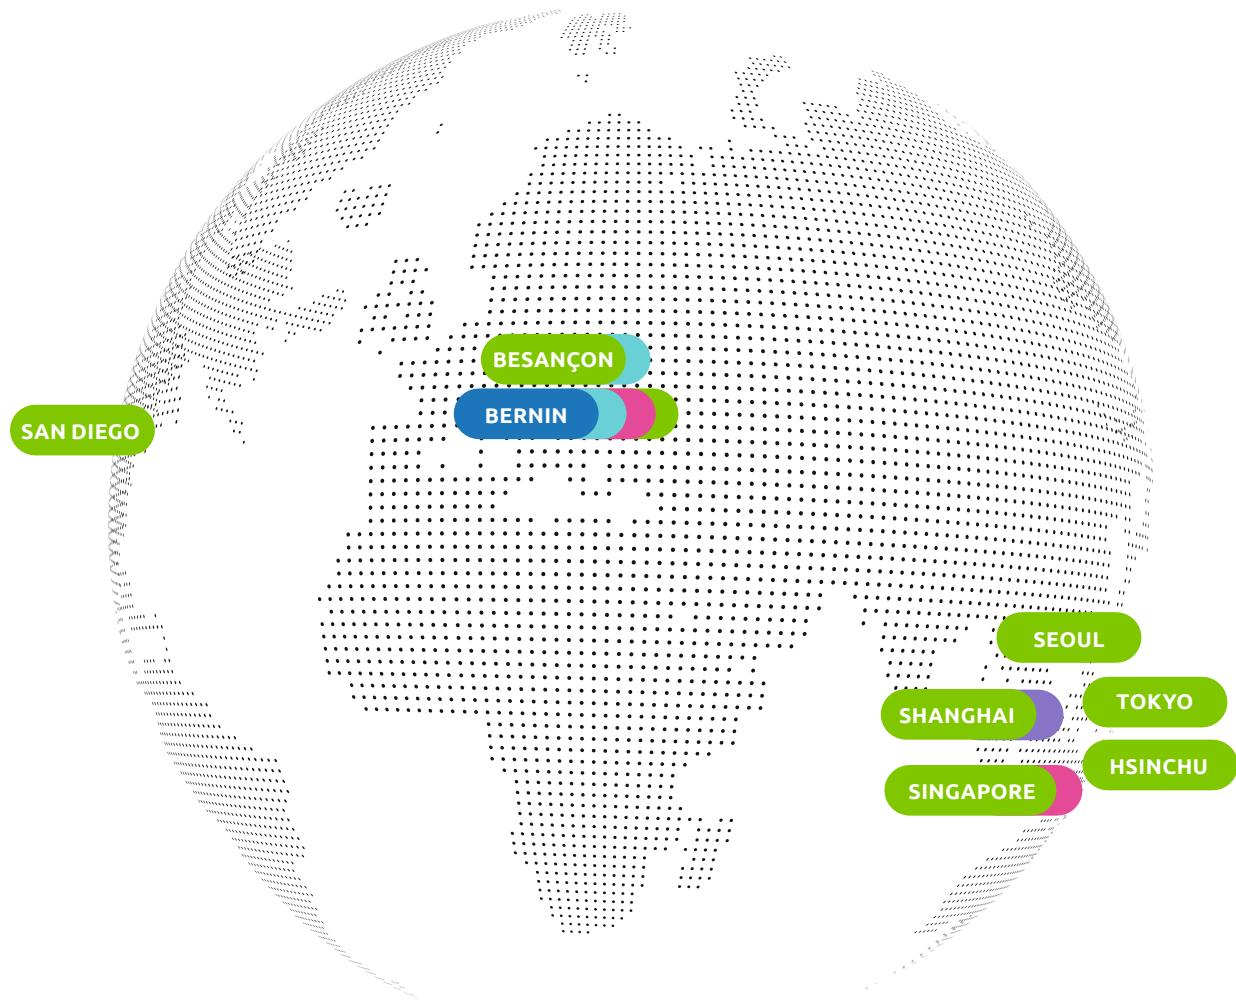 BESANÇON
BERNIN
SAN DIEGO
SEOUL
TOKYO
SHANGHAI
HSINCHU
SINGAPORE